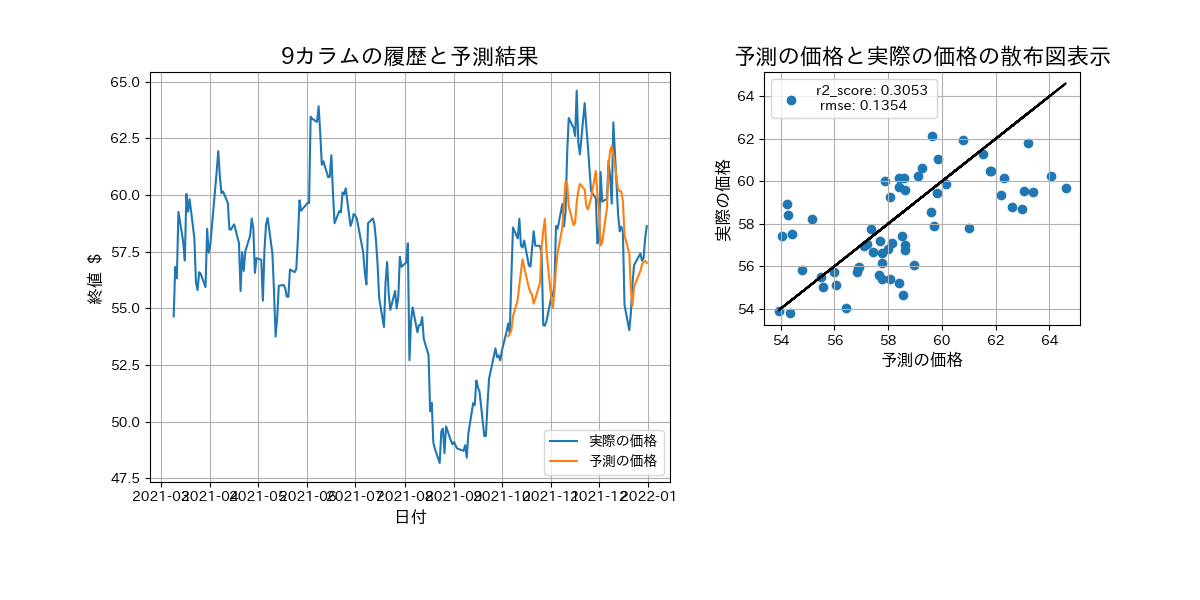 9カラムの履歴と予測結果
65.0
62.5
60.0
57.5
55.0
52.5
50.0
47.5
終値 $
2021-03 2021-04 2021-05 2021-06 2021-07 2021-08 2021-09 2021-10 2021-11 2021-12 2022-01
日付
実際の価格
予測の価格
予測の価格と実際の価格の散布図表示
r2_score: 0.3053
rmse: 0.1354
64
62
60
58
56
54
実際の価格
54 56 58 60 62 64
予測の価格